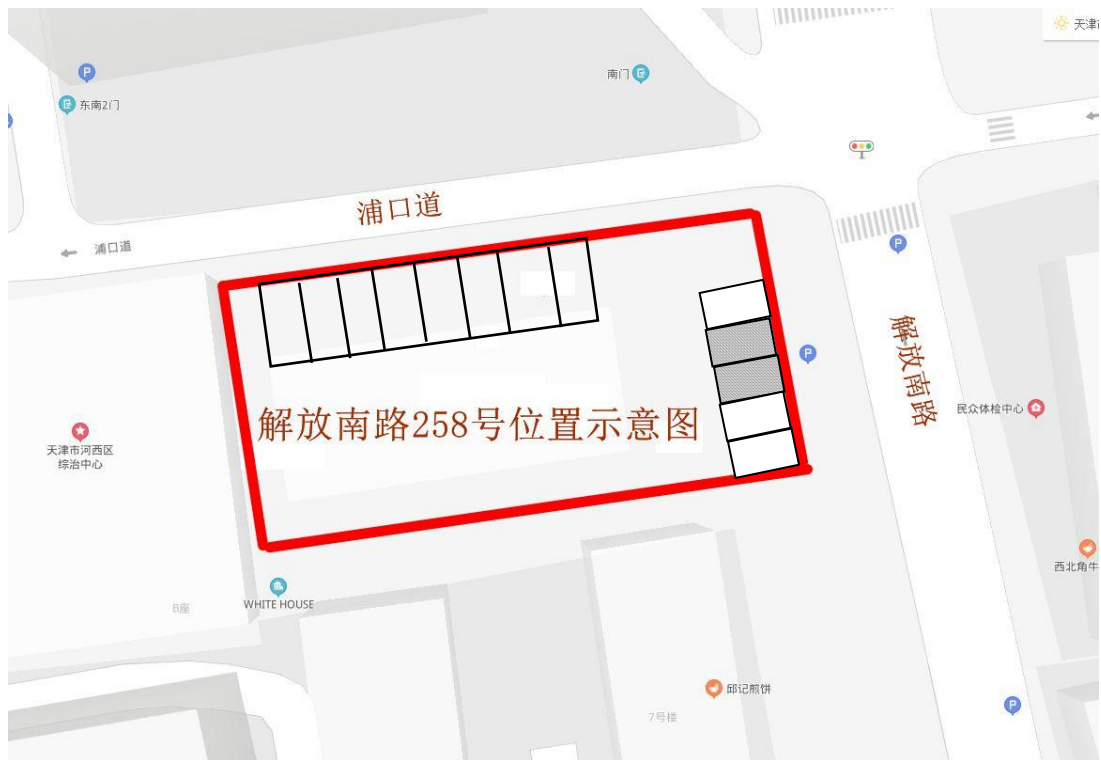 天津
P
南门
东南2门
浦口道
浦口道
P
解放南路
P
解放南路258号位置示意图
民众体检中心
天津市河西区
综治中心
西北角牛
WHITE HOUSE
B座
邱记煎饼
7号楼
P